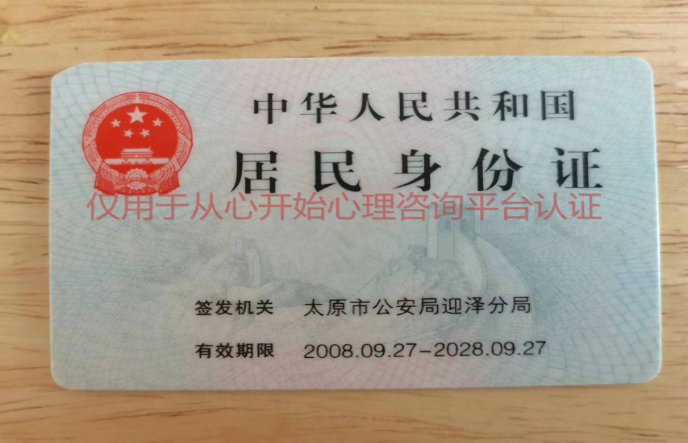 中华人民共和国
居民身份证
仅用于从心开始心理咨询平台认证
签发机关 太原市公安局迎泽分局
有效期限 2008.09.27-2028.09.27